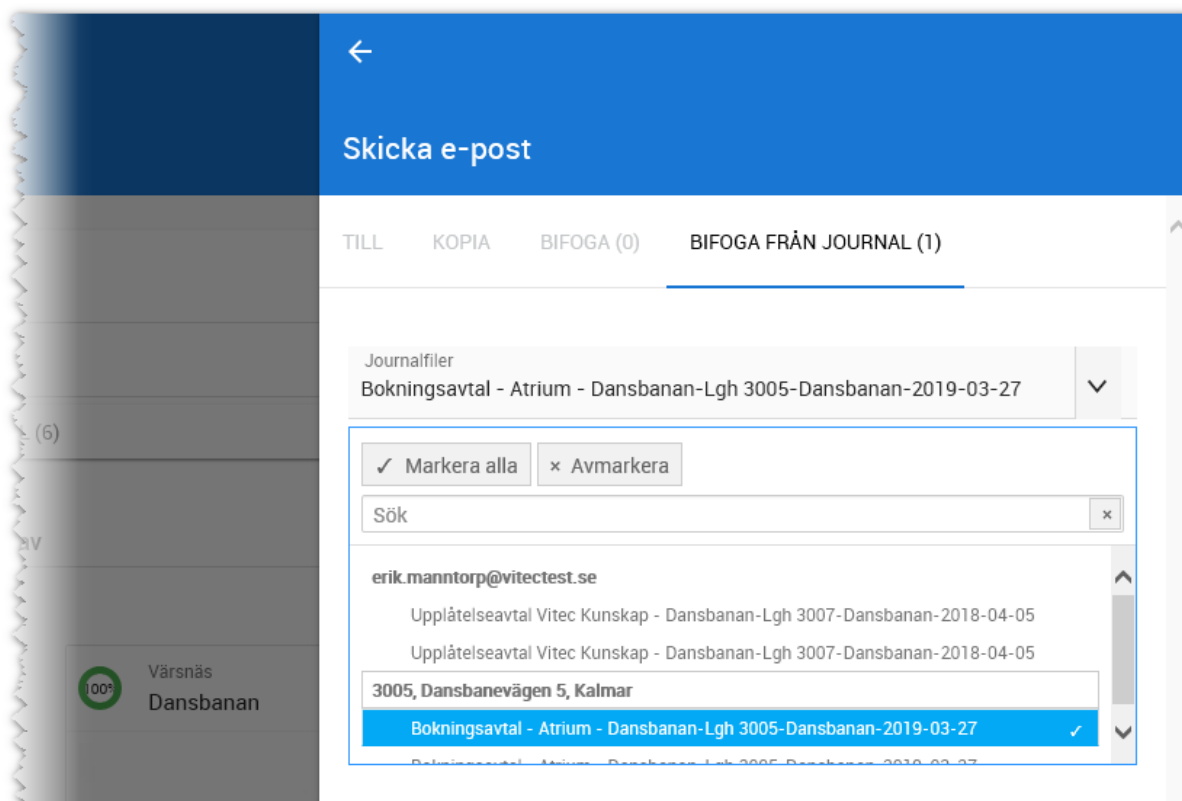 Skicka e-post
TILL KOPIA BIFOGA (0) BIFOGA FRÅN JOURNAL (1)
Journalfiler
Bokningsavtal - Atrium - Dansbanan-Lgh 3005-Dansbanan-2019-03-27
(6)
✓ Markera alla × Avmarkera
Sök ×
av
erik.manntorp@vitectest.se
Upplåtelseavtal Vitec Kunskap - Dansbanan-Lgh 3007-Dansbanan-2018-04-05
Upplåtelseavtal Vitec Kunskap - Dansbanan-Lgh 3007-Dansbanan-2018-04-05
3005, Dansbanevägen 5, Kalmar
Bokningsavtal - Atrium - Dansbanan-Lgh 3005-Dansbanan-2019-03-27 ✓
100%
Värsnäs
Dansbanan